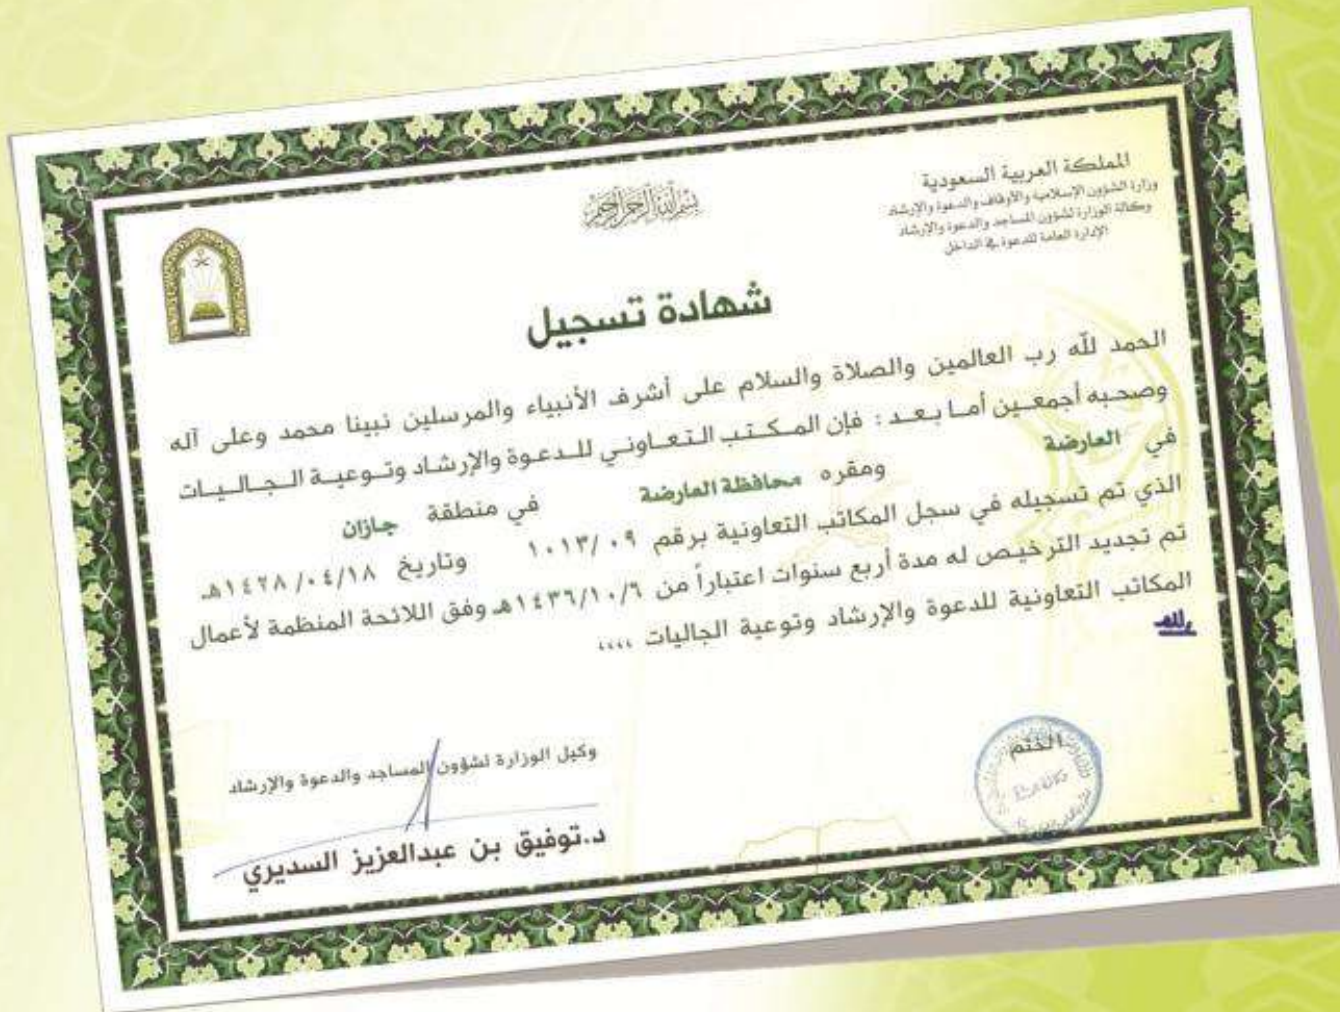 المملكة العربية السعودية
وزارة الشؤون الإسلامية والأوقاف والدعوة والإرشاد
وكالة الوزارة لشؤون المساجد والدعوة والإرشاد
الإدارة العامة للدعوة في الداخل
بسم الله الرحمن الرحيم
شهادة تسجيل
الحمد لله رب العالمين والصلاة والسلام على أشرف الأنبياء والمرسلين نبينا محمد وعلى آله
وصحبه أجمعين أما بعد : فإن المكتب التعاوني للدعوة والإرشاد وتوعية الجاليات
في العارضة ومقره محافظة العارضة في منطقة جازان
الذي تم تسجيله في سجل المكاتب التعاونية برقم ٠٩ /١٠١٣ وتاريخ ١٤٢٨/٠٤/١٨هـ
تم تجديد الترخيص له مدة أربع سنوات اعتباراً من ١٤٣٦/١٠/٦هـ وفق اللائحة المنظمة لأعمال
المكاتب التعاونية للدعوة والإرشاد وتوعية الجاليات ،،،،
الختم
وكيل الوزارة لشؤون المساجد والدعوة والإرشاد
د.توفيق بن عبدالعزيز السديري